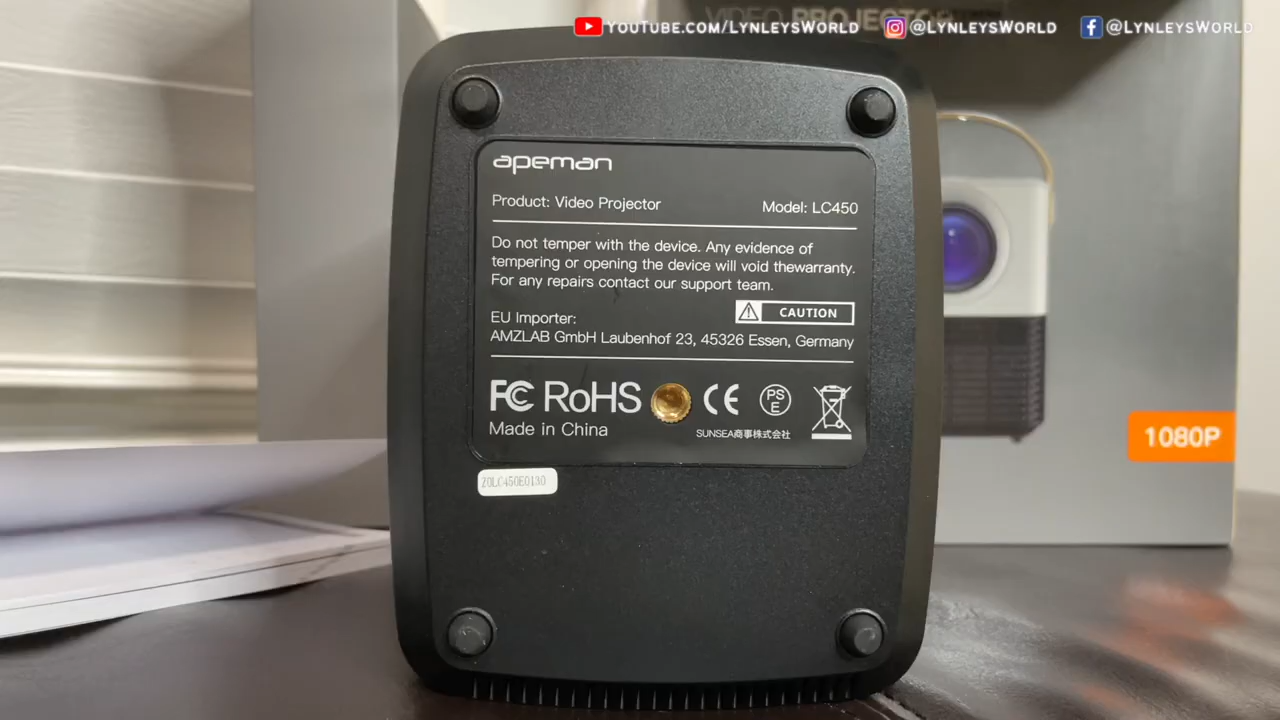 YOUTUBE.COM/LYNLEYSWORLD @LYNLEYSWORLD @LYNLEYSWORLD
VIDEO PROJECTOR
apeman
Product: Video Projector Model: LC450
Do not temper with the device. Any evidence of
tempering or opening the device will void thewarranty.
For any repairs contact our support team.
CAUTION
EU Importer:
AMZLAB GmbH Laubenhof 23, 45326 Essen, Germany
FC RoHS CE PS E
Made in China SUNSEA商事株式会社
1080P